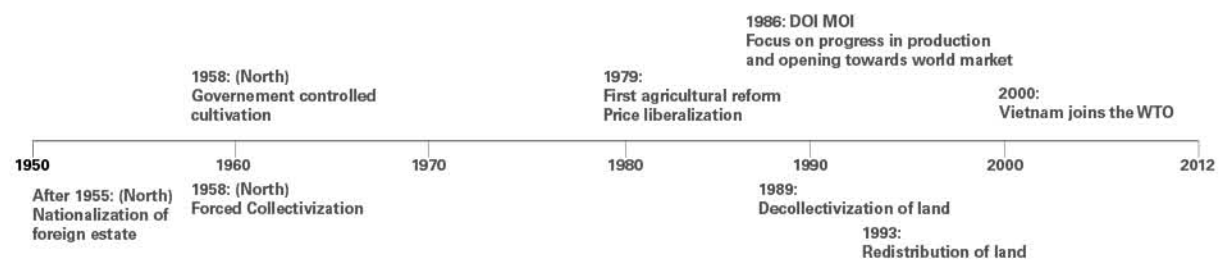 1986: DOI MOI
Focus on progress in production
and opening towards world market
1958: (North)
Governement controlled
cultivation
1979:
First agricultural reform
Price liberalization
2000:
Vietnam joins the WTO
1950
1960
1970
1980
1990
2000
2012
After 1955: (North)
Nationalization of
foreign estate
1958: (North)
Forced Collectivization
1989:
Decollectivization of land
1993:
Redistribution of land